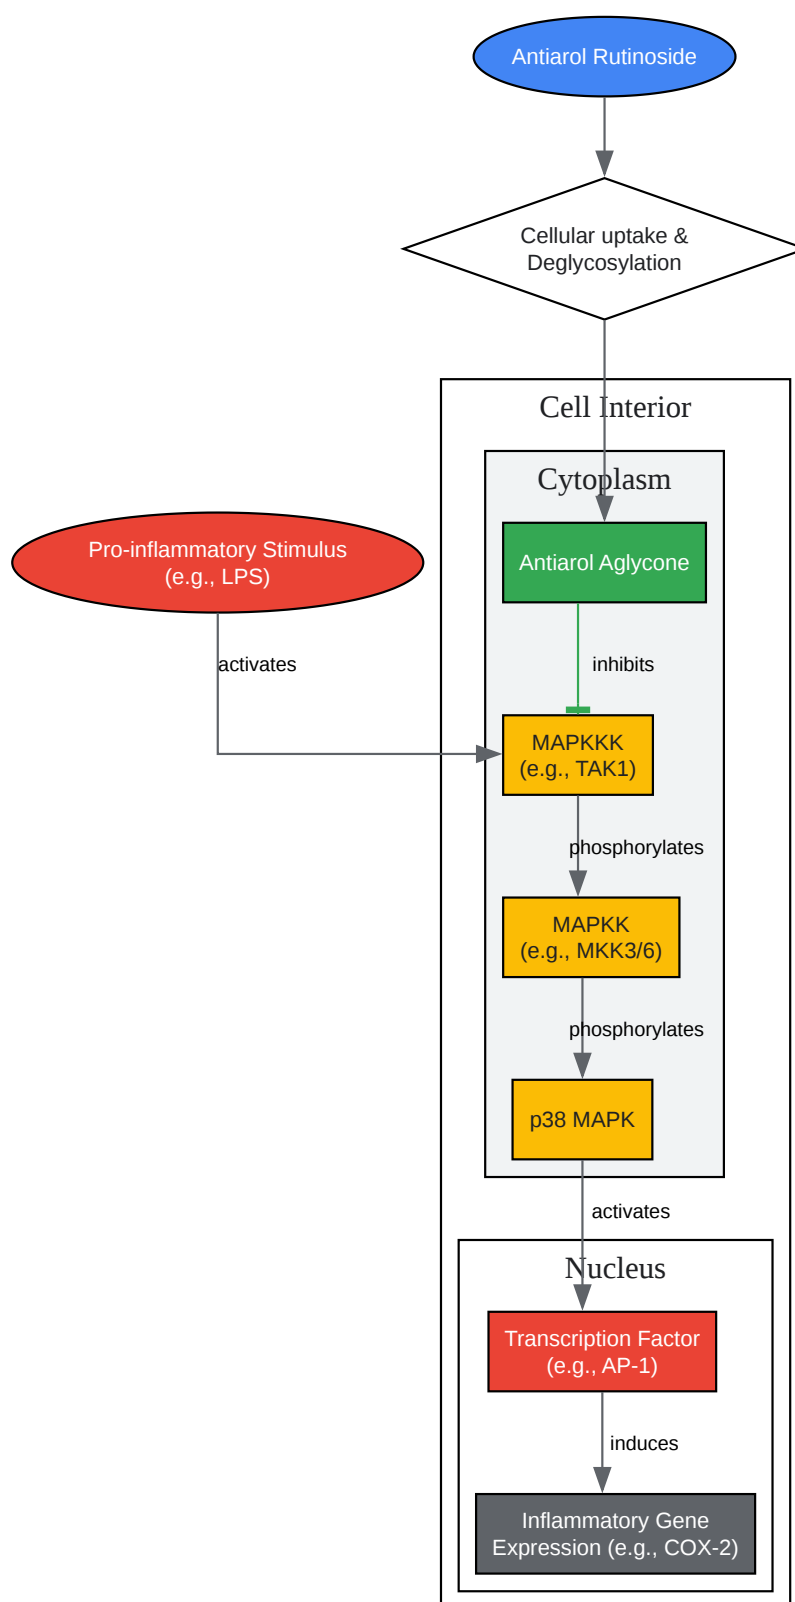 Antiarol Rutinoside
Cellular uptake &
Deglycosylation
Cell Interior
Cytoplasm
Pro-inflammatory Stimulus
(e.g., LPS)
Antiarol Aglycone
activates
inhibits
MAPKKK
(e.g., TAK1)
phosphorylates
MAPKK
(e.g., MKK3/6)
phosphorylates
p38 MAPK
activates
Nucleus
Transcription Factor
(e.g., AP-1)
induces
Inflammatory Gene
Expression (e.g., COX-2)